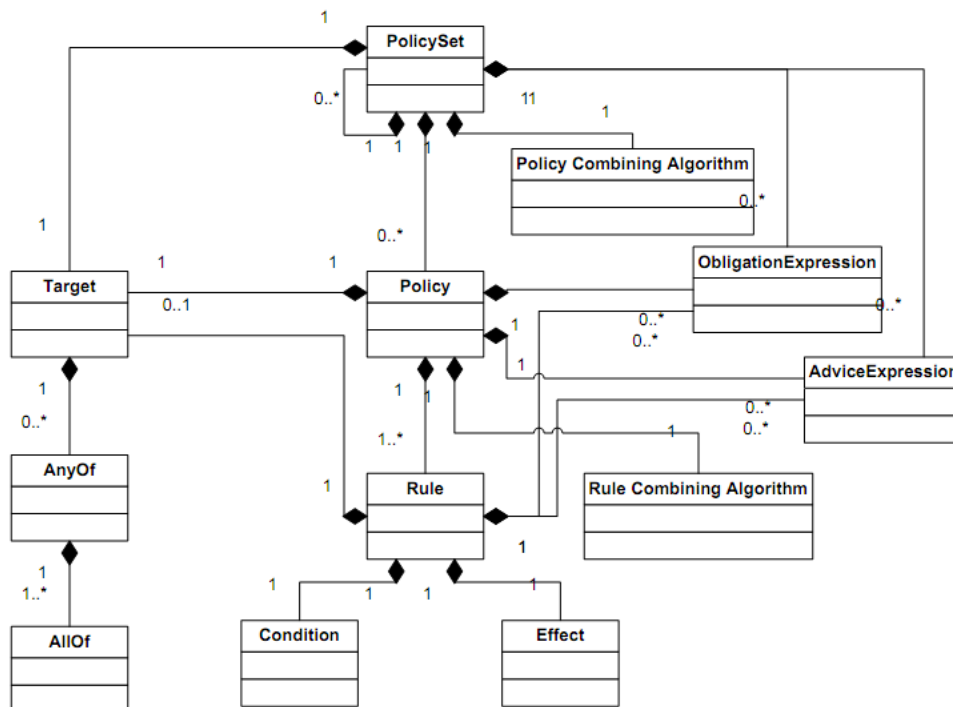 1
PolicySet
0..*
11
1
1
1
1
Policy Combining Algorithm
0..*
1
0..*
1
1
ObligationExpression
Target
Policy
0..1
0..*
1
0..*
0..*
1
AdviceExpression
1
1
1
0..*
0..*
0..*
1
1..*
AnyOf
Rule
Rule Combining Algorithm
1
1
1
1
1
1
1
1..*
AllOf
Condition
Effect